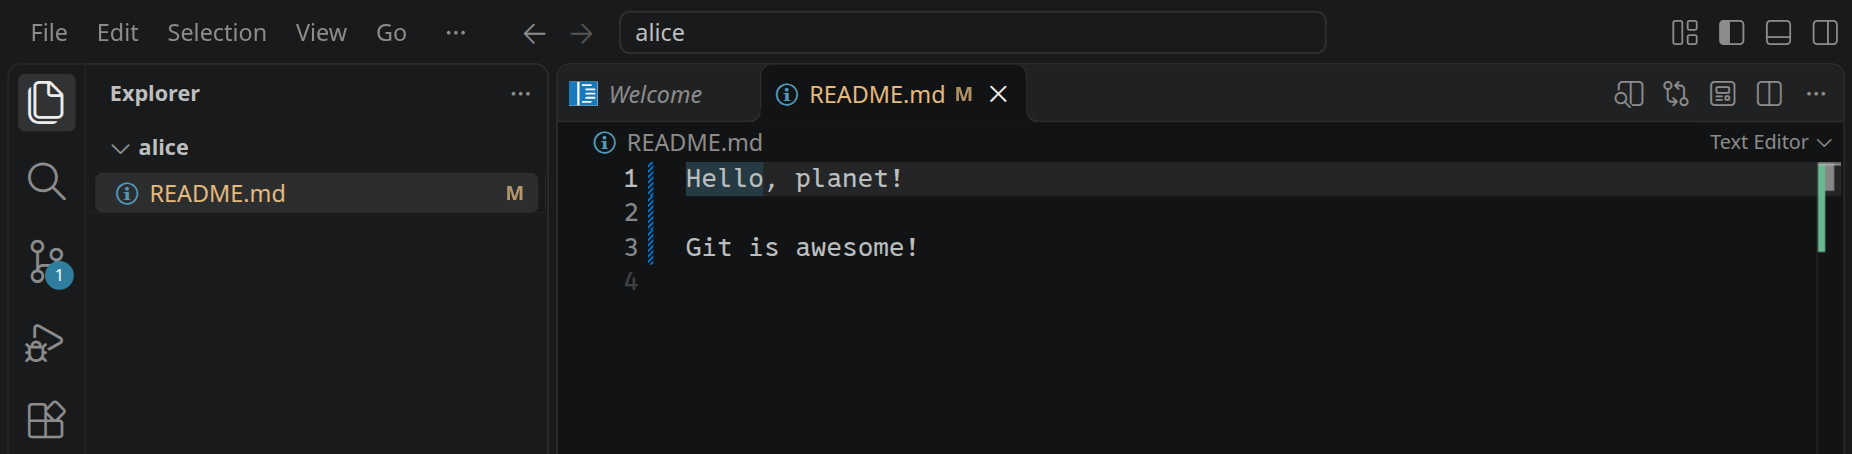 File Edit Selection View Go ··· alice
Explorer ···
alice
README.md M
1
Welcome README.md M
README.md Text Editor
1 Hello, planet!
2
3 Git is awesome!
4